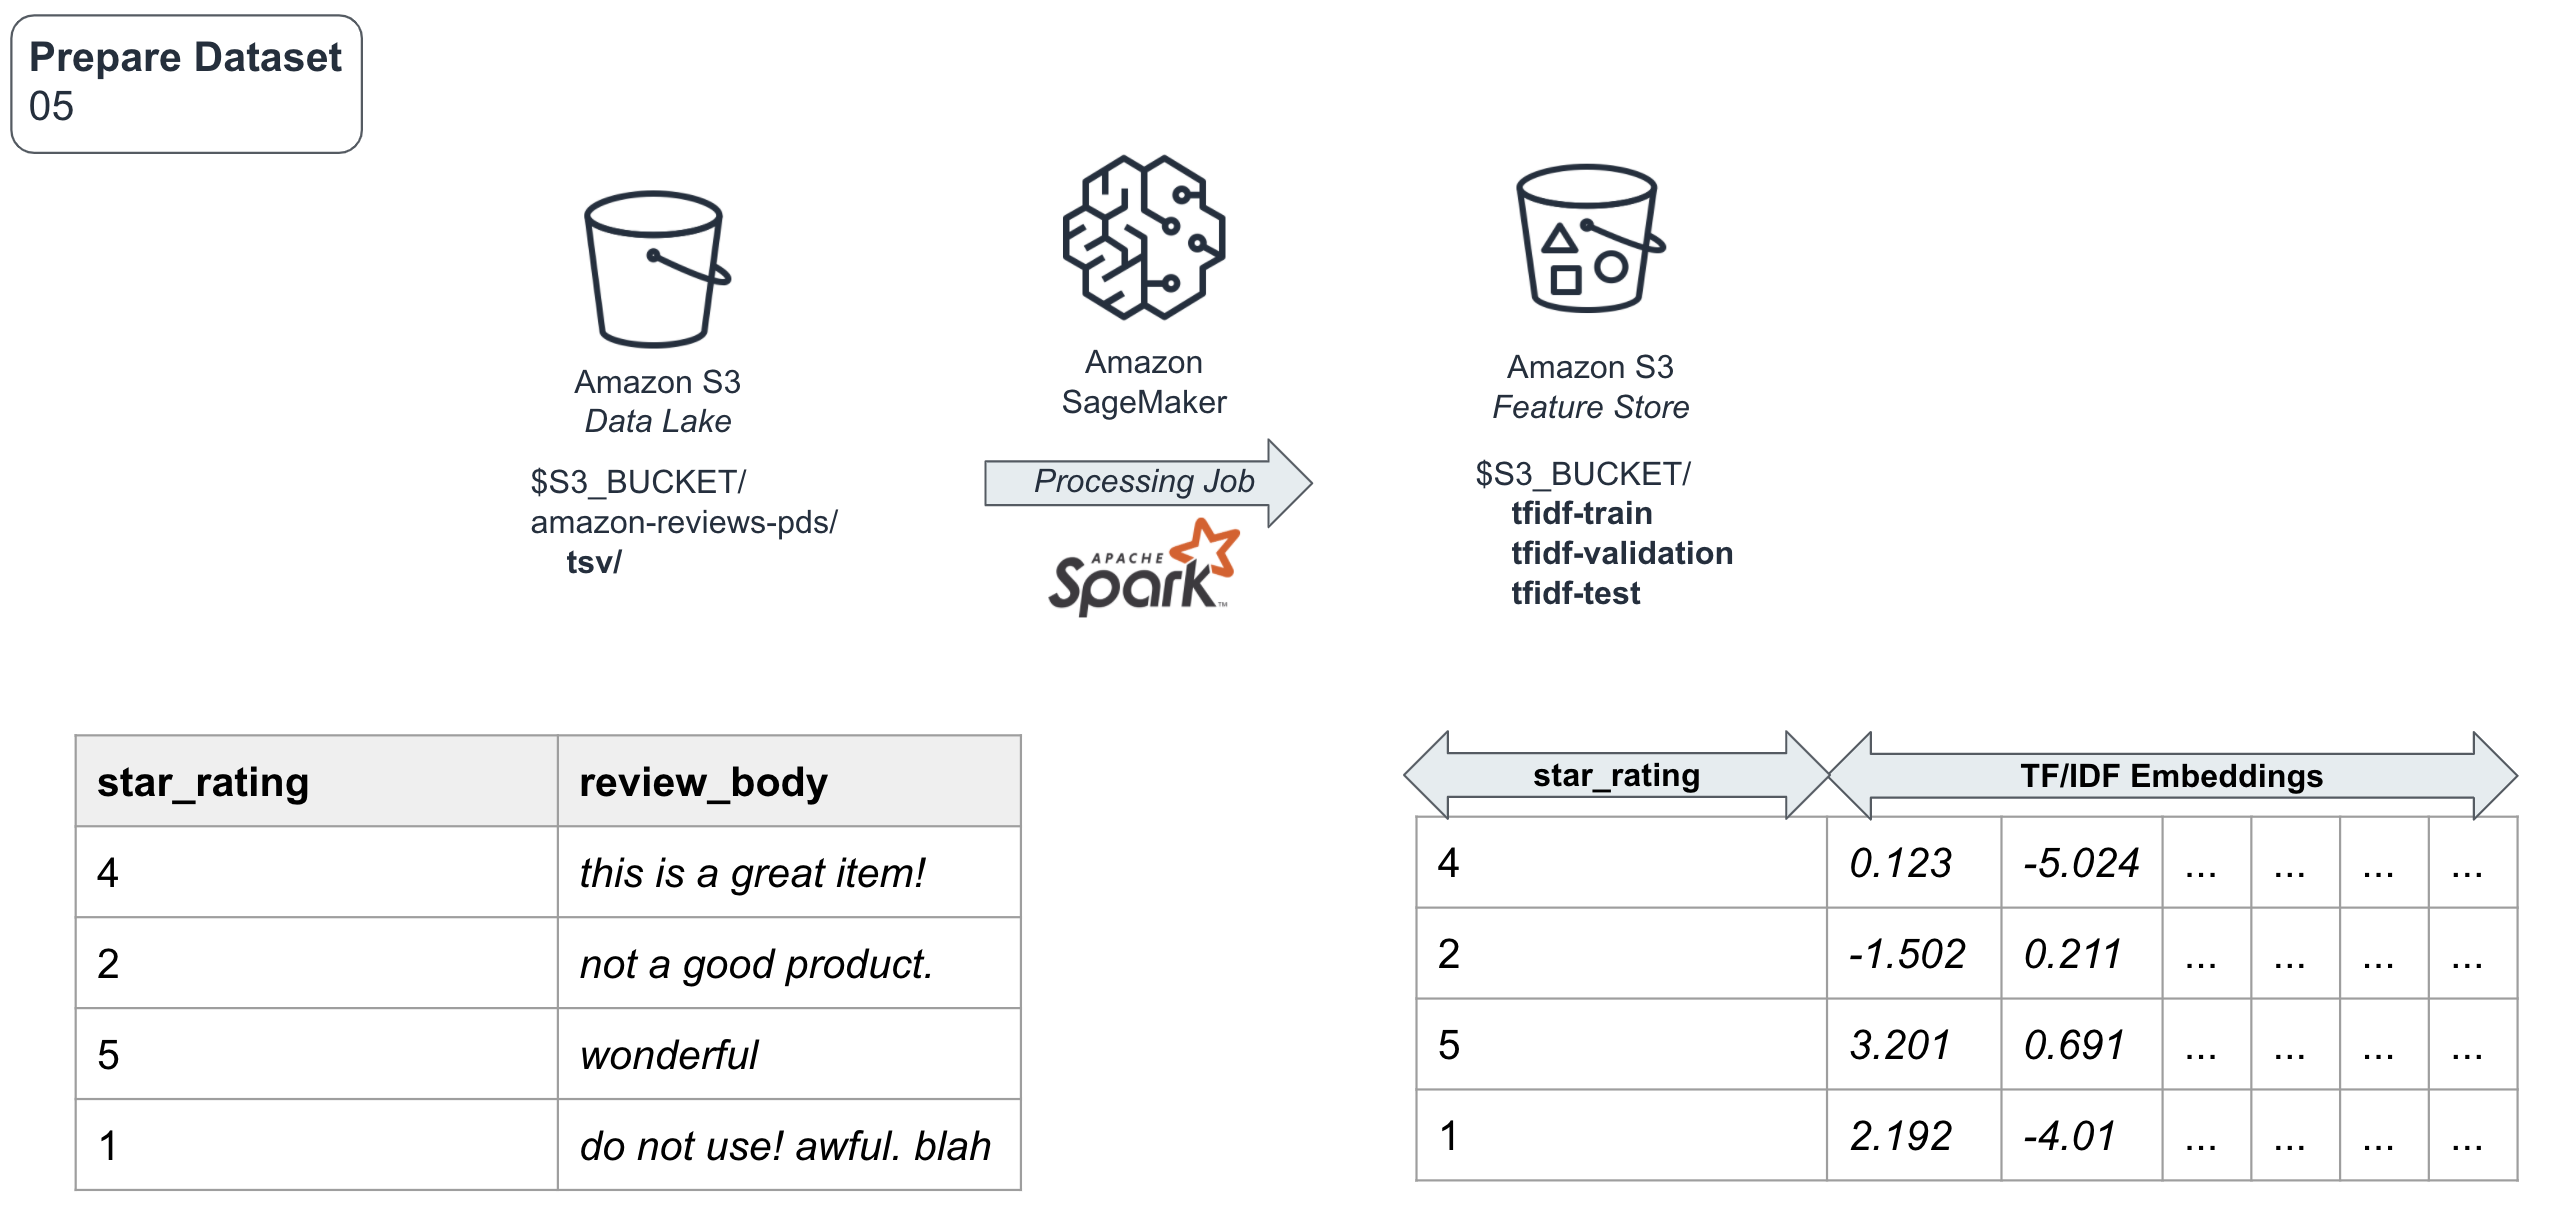 Prepare Dataset
05
Amazon S3
Data Lake
$S3_BUCKET/
amazon-reviews-pds/
tsv/
Amazon
SageMaker
Processing Job
APACHE
Spark™
Amazon S3
Feature Store
$S3_BUCKET/
tfidf-train
tfidf-validation
tfidf-test
star_rating review_body
4 this is a great item!
2 not a good product.
5 wonderful
1 do not use! awful. blah
star_rating TF/IDF Embeddings
4 0.123 -5.024 ... ... ... ...
2 -1.502 0.211 ... ... ... ...
5 3.201 0.691 ... ... ... ...
1 2.192 -4.01 ... ... ... ...